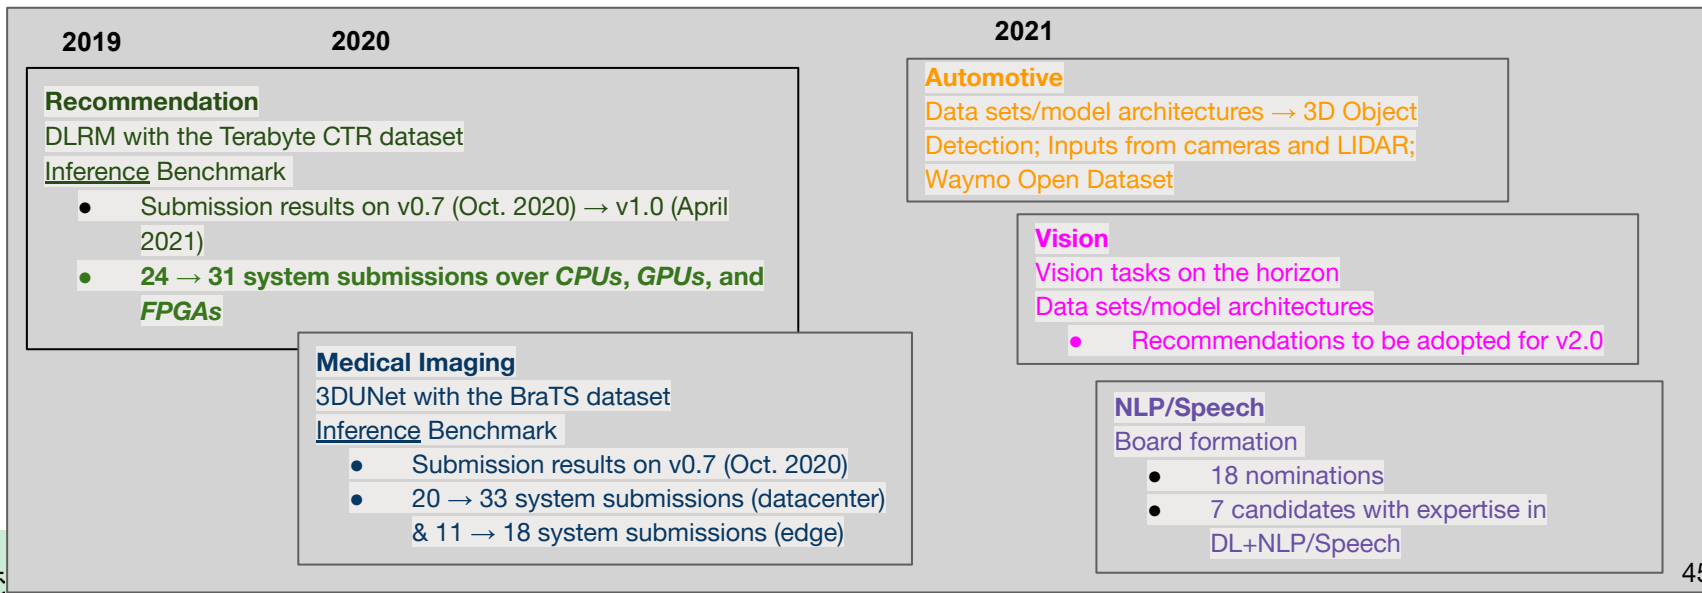 2019
2020
2021
Recommendation
DLRM with the Terabyte CTR dataset
Inference Benchmark
● Submission results on v0.7 (Oct. 2020) → v1.0 (April
2021)
● 24 → 31 system submissions over CPUs, GPUs, and
FPGAs
Medical Imaging
3DUNet with the BraTS dataset
Inference Benchmark
● Submission results on v0.7 (Oct. 2020)
● 20 → 33 system submissions (datacenter)
& 11 → 18 system submissions (edge)
Automotive
Data sets/model architectures → 3D Object
Detection; Inputs from cameras and LIDAR;
Waymo Open Dataset
Vision
Vision tasks on the horizon
Data sets/model architectures
● Recommendations to be adopted for v2.0
NLP/Speech
Board formation
● 18 nominations
● 7 candidates with expertise in
DL+NLP/Speech
45